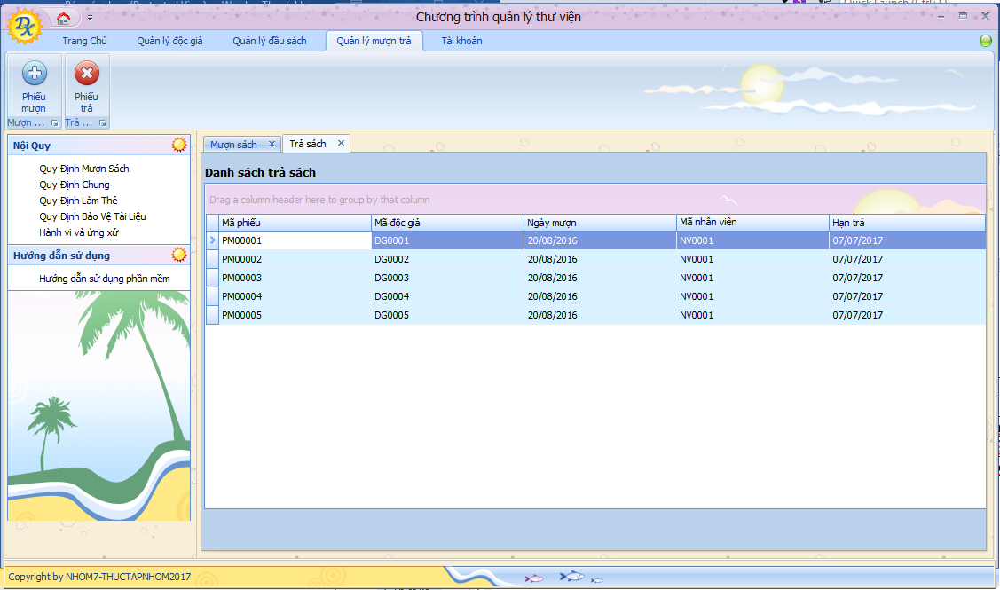 Chương trình quản lý thư viện
Trang Chủ Quản lý độc giả Quản lý đầu sách Quản lý mượn trả Tài khoản
Phiếu mượn
Phiếu trả
Mượn ... Trả ...
Nội Quy
Quy Định Mượn Sách
Quy Định Chung
Quy Định Làm Thẻ
Quy Định Bảo Vệ Tài Liệu
Hành vi và ứng xử
Hướng dẫn sử dụng
Hướng dẫn sử dụng phần mềm
Mượn sách Trả sách
Danh sách trả sách
Drag a column header here to group by that column
Mã phiếu Mã độc giả Ngày mượn Mã nhân viên Hạn trả
PM00001 DG0001 20/08/2016 NV0001 07/07/2017
PM00002 DG0002 20/08/2016 NV0001 07/07/2017
PM00003 DG0003 20/08/2016 NV0001 07/07/2017
PM00004 DG0004 20/08/2016 NV0001 07/07/2017
PM00005 DG0005 20/08/2016 NV0001 07/07/2017
Copyright by NHOM7-THUCTAPNHOM2017